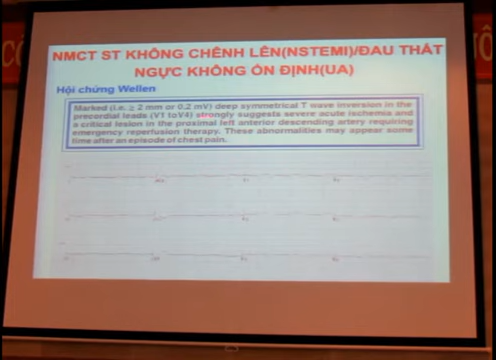 NMCT ST KHÔNG CHÊNH LÊN(NSTEMI)/ĐAU THẮT
NGỰC KHÔNG ỔN ĐỊNH(UA)
Hội chứng Wellen
Marked (i.e. ≥ 2 mm or 0.2 mV) deep symmetrical T wave inversion in the
precordial leads (V1 toV4) strongly suggests severe acute ischemia and
a critical lesion in the proximal left anterior descending artery requiring
emergency reperfusion therapy. These abnormalities may appear some
time after an episode of chest pain.